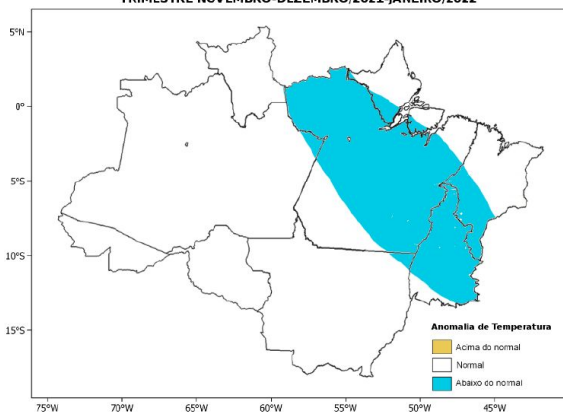 TRIMESTRE NOVEMBRO-DEZEMBRO/2021-JANEIRO/2022
5°N
0°
5°S
10°S
15°S
Anomalia de Temperatura
Acima do normal
Normal
Abaixo do normal
75°W 70°W 65°W 60°W 55°W 50°W 45°W